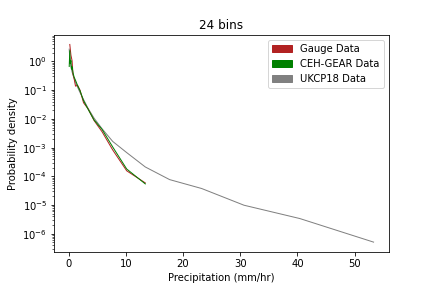 24 bins
Gauge Data
CEH-GEAR Data
UKCP18 Data
Probability density
10⁰
10⁻¹
10⁻²
10⁻³
10⁻⁴
10⁻⁵
10⁻⁶
0 10 20 30 40 50
Precipitation (mm/hr)